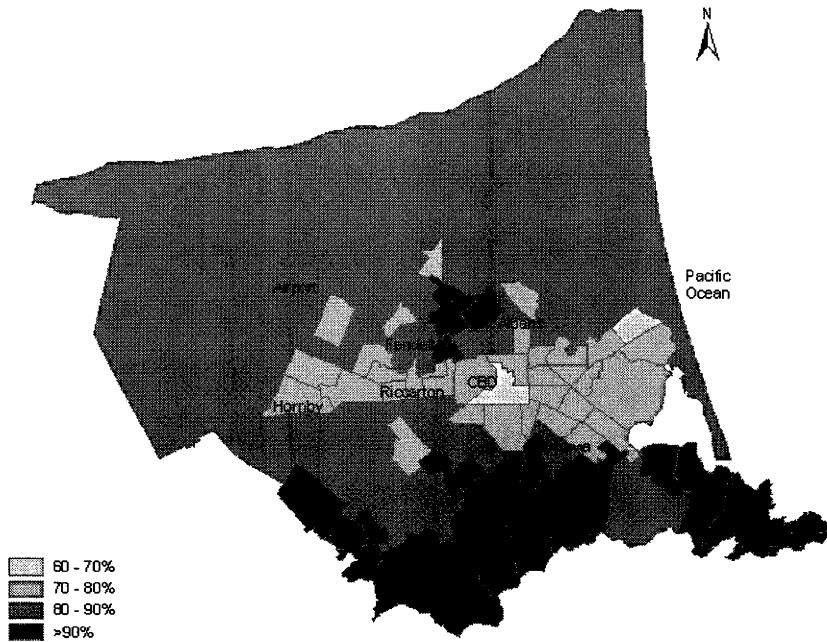 N
Pacific
Ocean
Airport
Hornby
Riccarton
CBD
60 - 70%
70 - 80%
80 - 90%
>90%